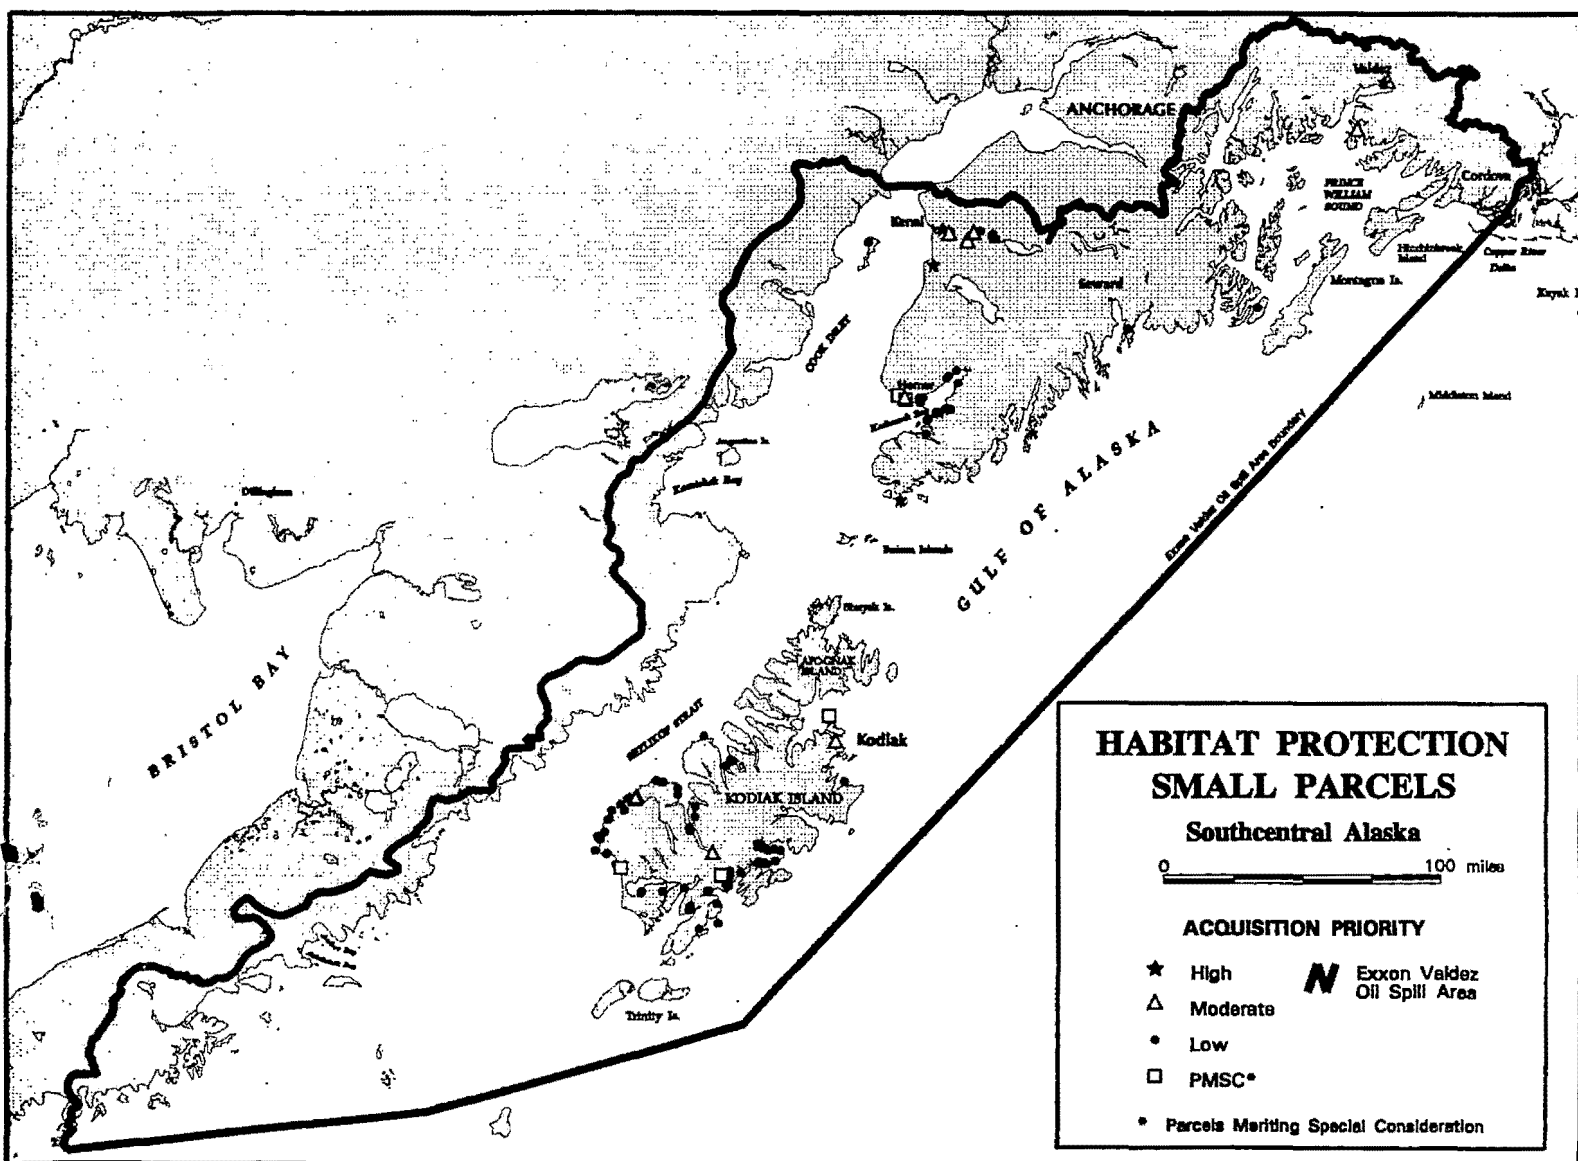 ANCHORAGE
Valdez
PRINCE
WILLIAM
SOUND
Cordova
Hinchinbrook
Island
Copper River
Delta
Montague Is.
Kayak I
Kenai
Seward
COOK INLET
Homer
Middleton Island
Augustine Is.
Kamishak Bay
Dillingham
Barren Islands
GULF OF ALASKA
Exxon Valdez Oil Spill Area Boundary
Shuyak Is.
AFOGNAK
ISLAND
BRISTOL BAY
SHELIKOF STRAIT
Kodiak
KODIAK ISLAND
Trinity Is.
HABITAT PROTECTION
SMALL PARCELS
Southcentral Alaska
0 100 miles
ACQUISITION PRIORITY
High
Moderate
Low
PMSC*
Exxon Valdez
Oil Spill Area
* Parcels Meriting Special Consideration